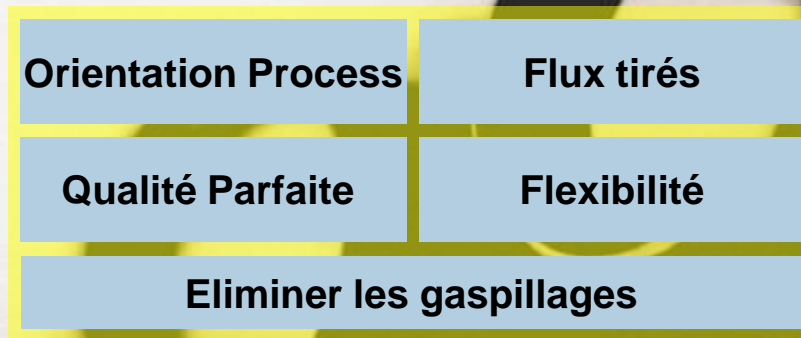 Orientation Process
Flux tirés
Qualité Parfaite
Flexibilité
Eliminer les gaspillages